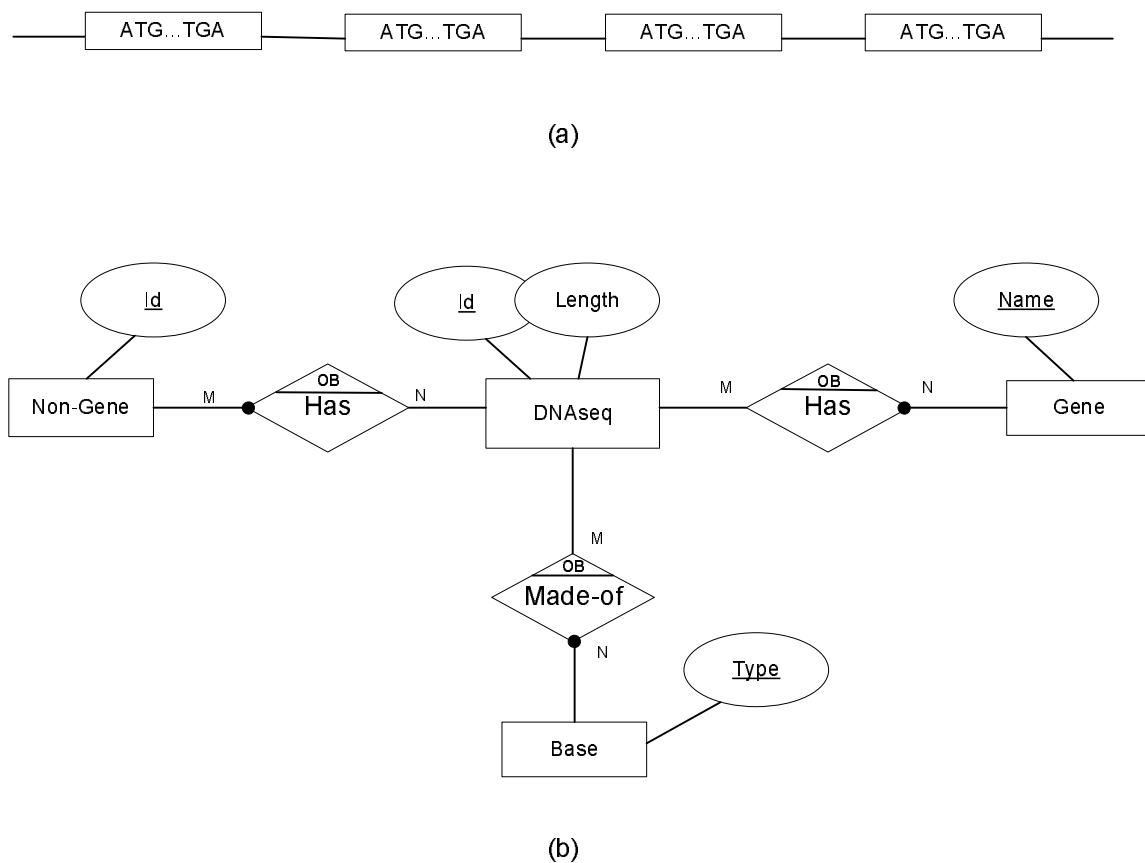 ATG...TGA ATG...TGA ATG...TGA ATG...TGA
(a)
Id Id Length Name
OB OB
Non-Gene M Has N DNAseq M Has N Gene
M
OB
Made-of
N
Type
Base
(b)